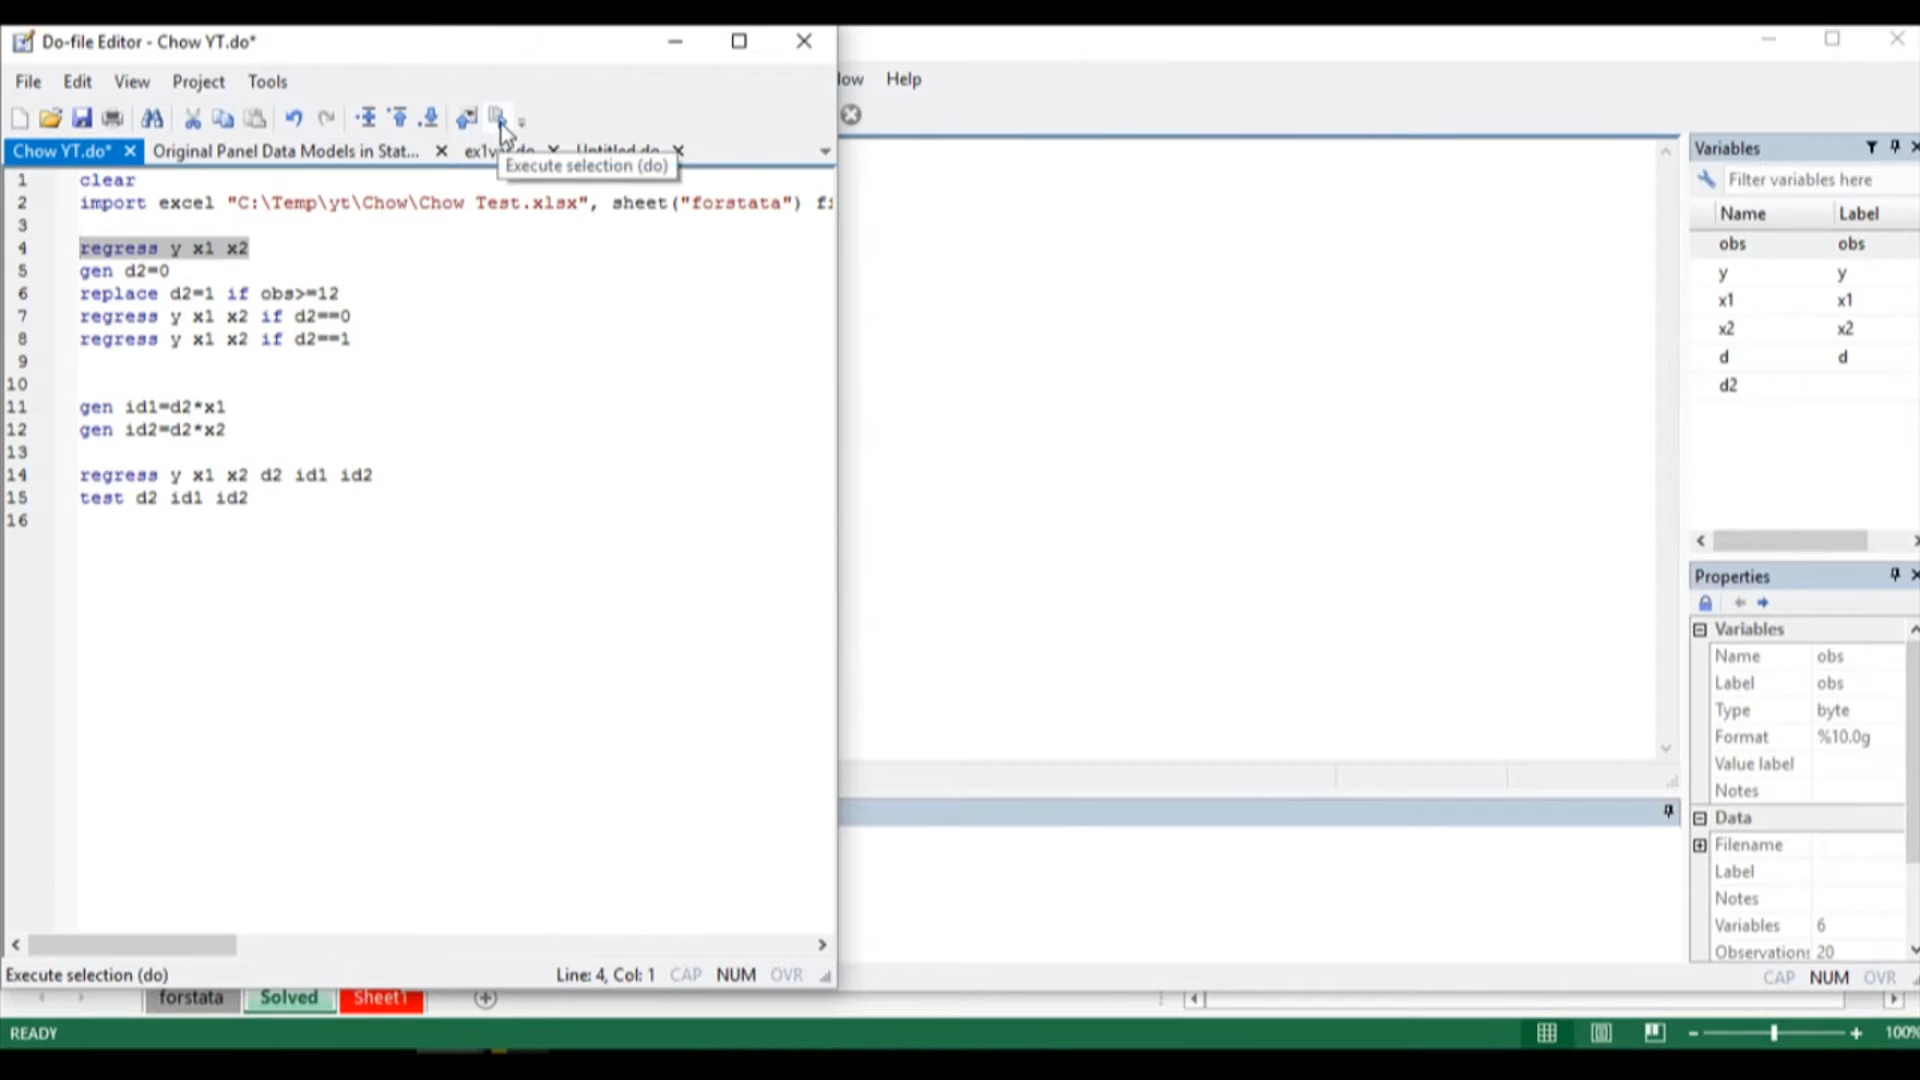 Do-file Editor - Chow YT.do*
File Edit View Project Tools
Help
Chow YT.do* Original Panel Data Models in Stat...
Execute selection (do)
1 clear
2 import excel "C:\Temp\yt\Chow\Chow Test.xlsx", sheet("forstata")
3
4 regress y x1 x2
5 gen d2=0
6 replace d2=1 if obs>=12
7 regress y x1 x2 if d2==0
8 regress y x1 x2 if d2==1
9
10
11 gen id1=d2*x1
12 gen id2=d2*x2
13
14 regress y x1 x2 d2 id1 id2
15 test d2 id1 id2
16
Execute selection (do) Line: 4, Col: 1 CAP NUM OVR
Variables
Filter variables here
Name Label
obs obs
y y
x1 x1
x2 x2
d d
d2
Properties
Variables
Name obs
Label obs
Type byte
Format %10.0g
Value label
Notes
Data
Filename
Label
Notes
Variables 6
Observation: 20
CAP NUM OVR
forstata Solved Sheet1
READY 100%